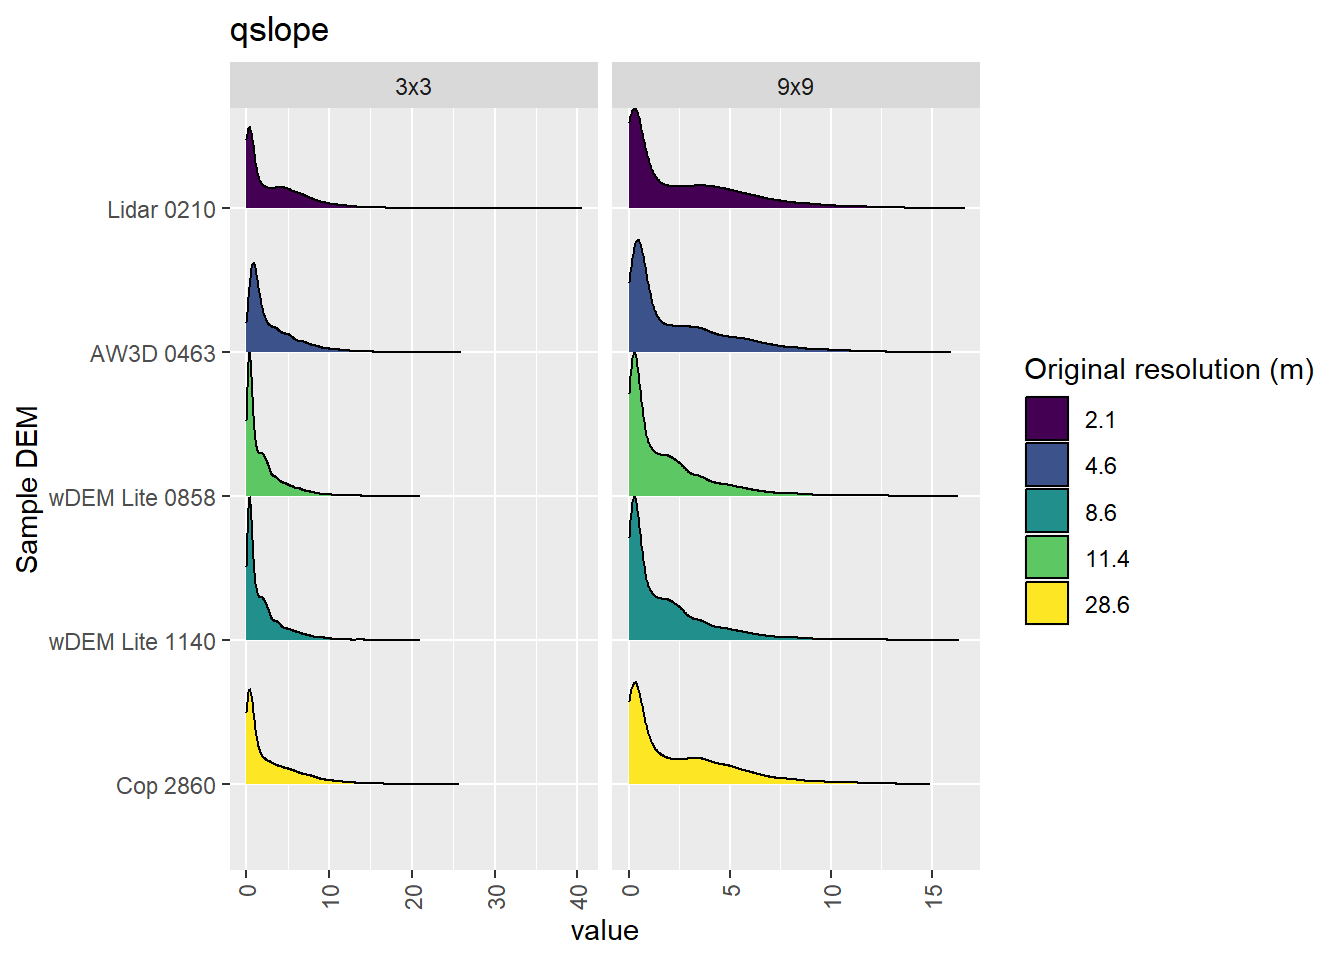 qslope
3x3
9x9
Lidar 0210
AW3D 0463
wDEM Lite 0858
wDEM Lite 1140
Cop 2860
Sample DEM
0
10
20
30
40
0
5
10
15
value
Original resolution (m)
2.1
4.6
8.6
11.4
28.6